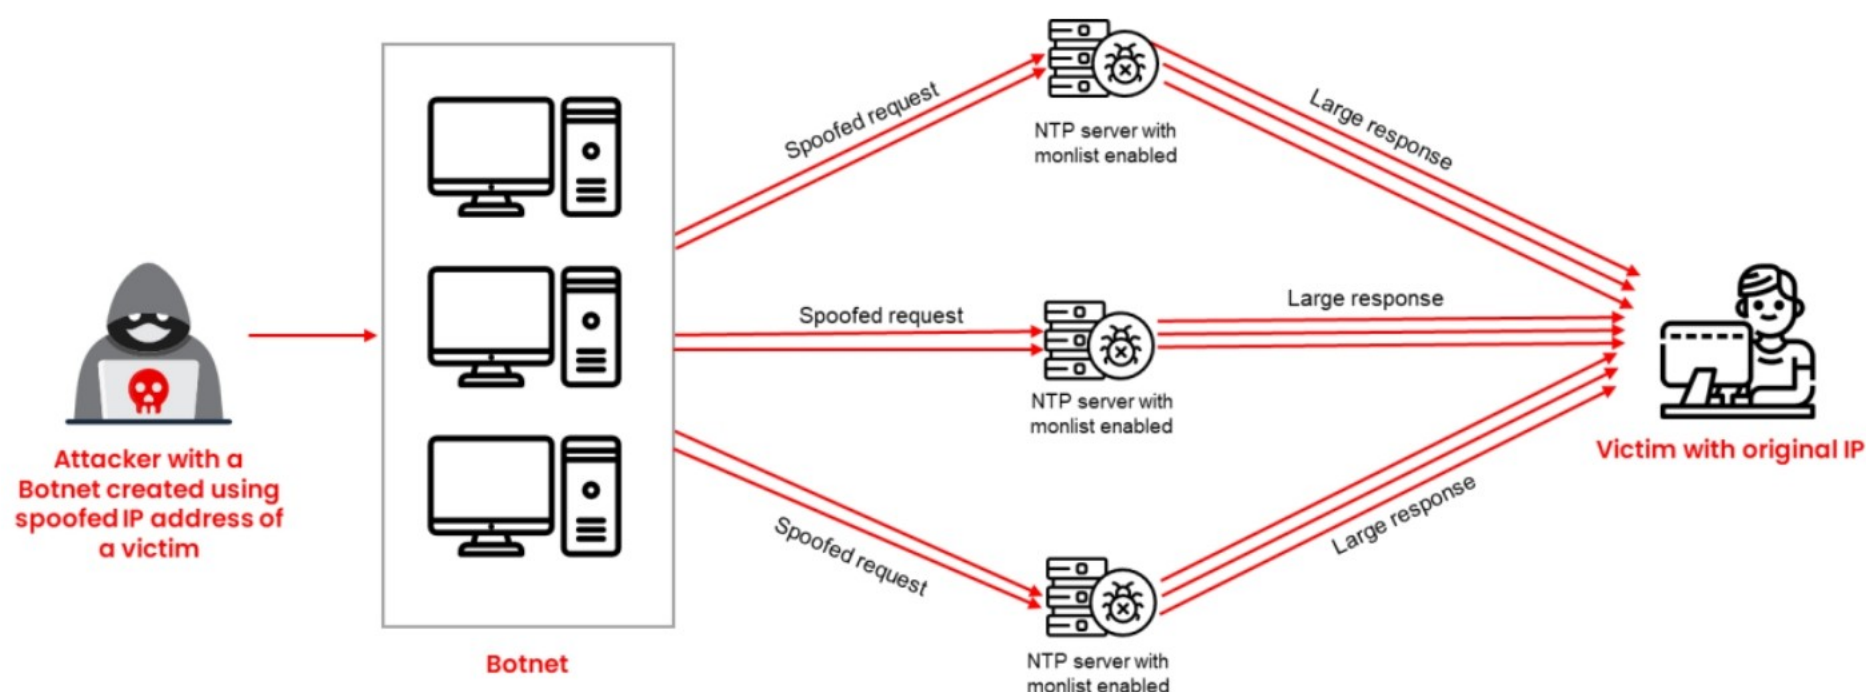 Attacker with a
Botnet created using
spoofed IP address of
a victim
Botnet
Spoofed request
Spoofed request
Spoofed request
NTP server with
monlist enabled
NTP server with
monlist enabled
NTP server with
monlist enabled
Large response
Large response
Large response
Victim with original IP